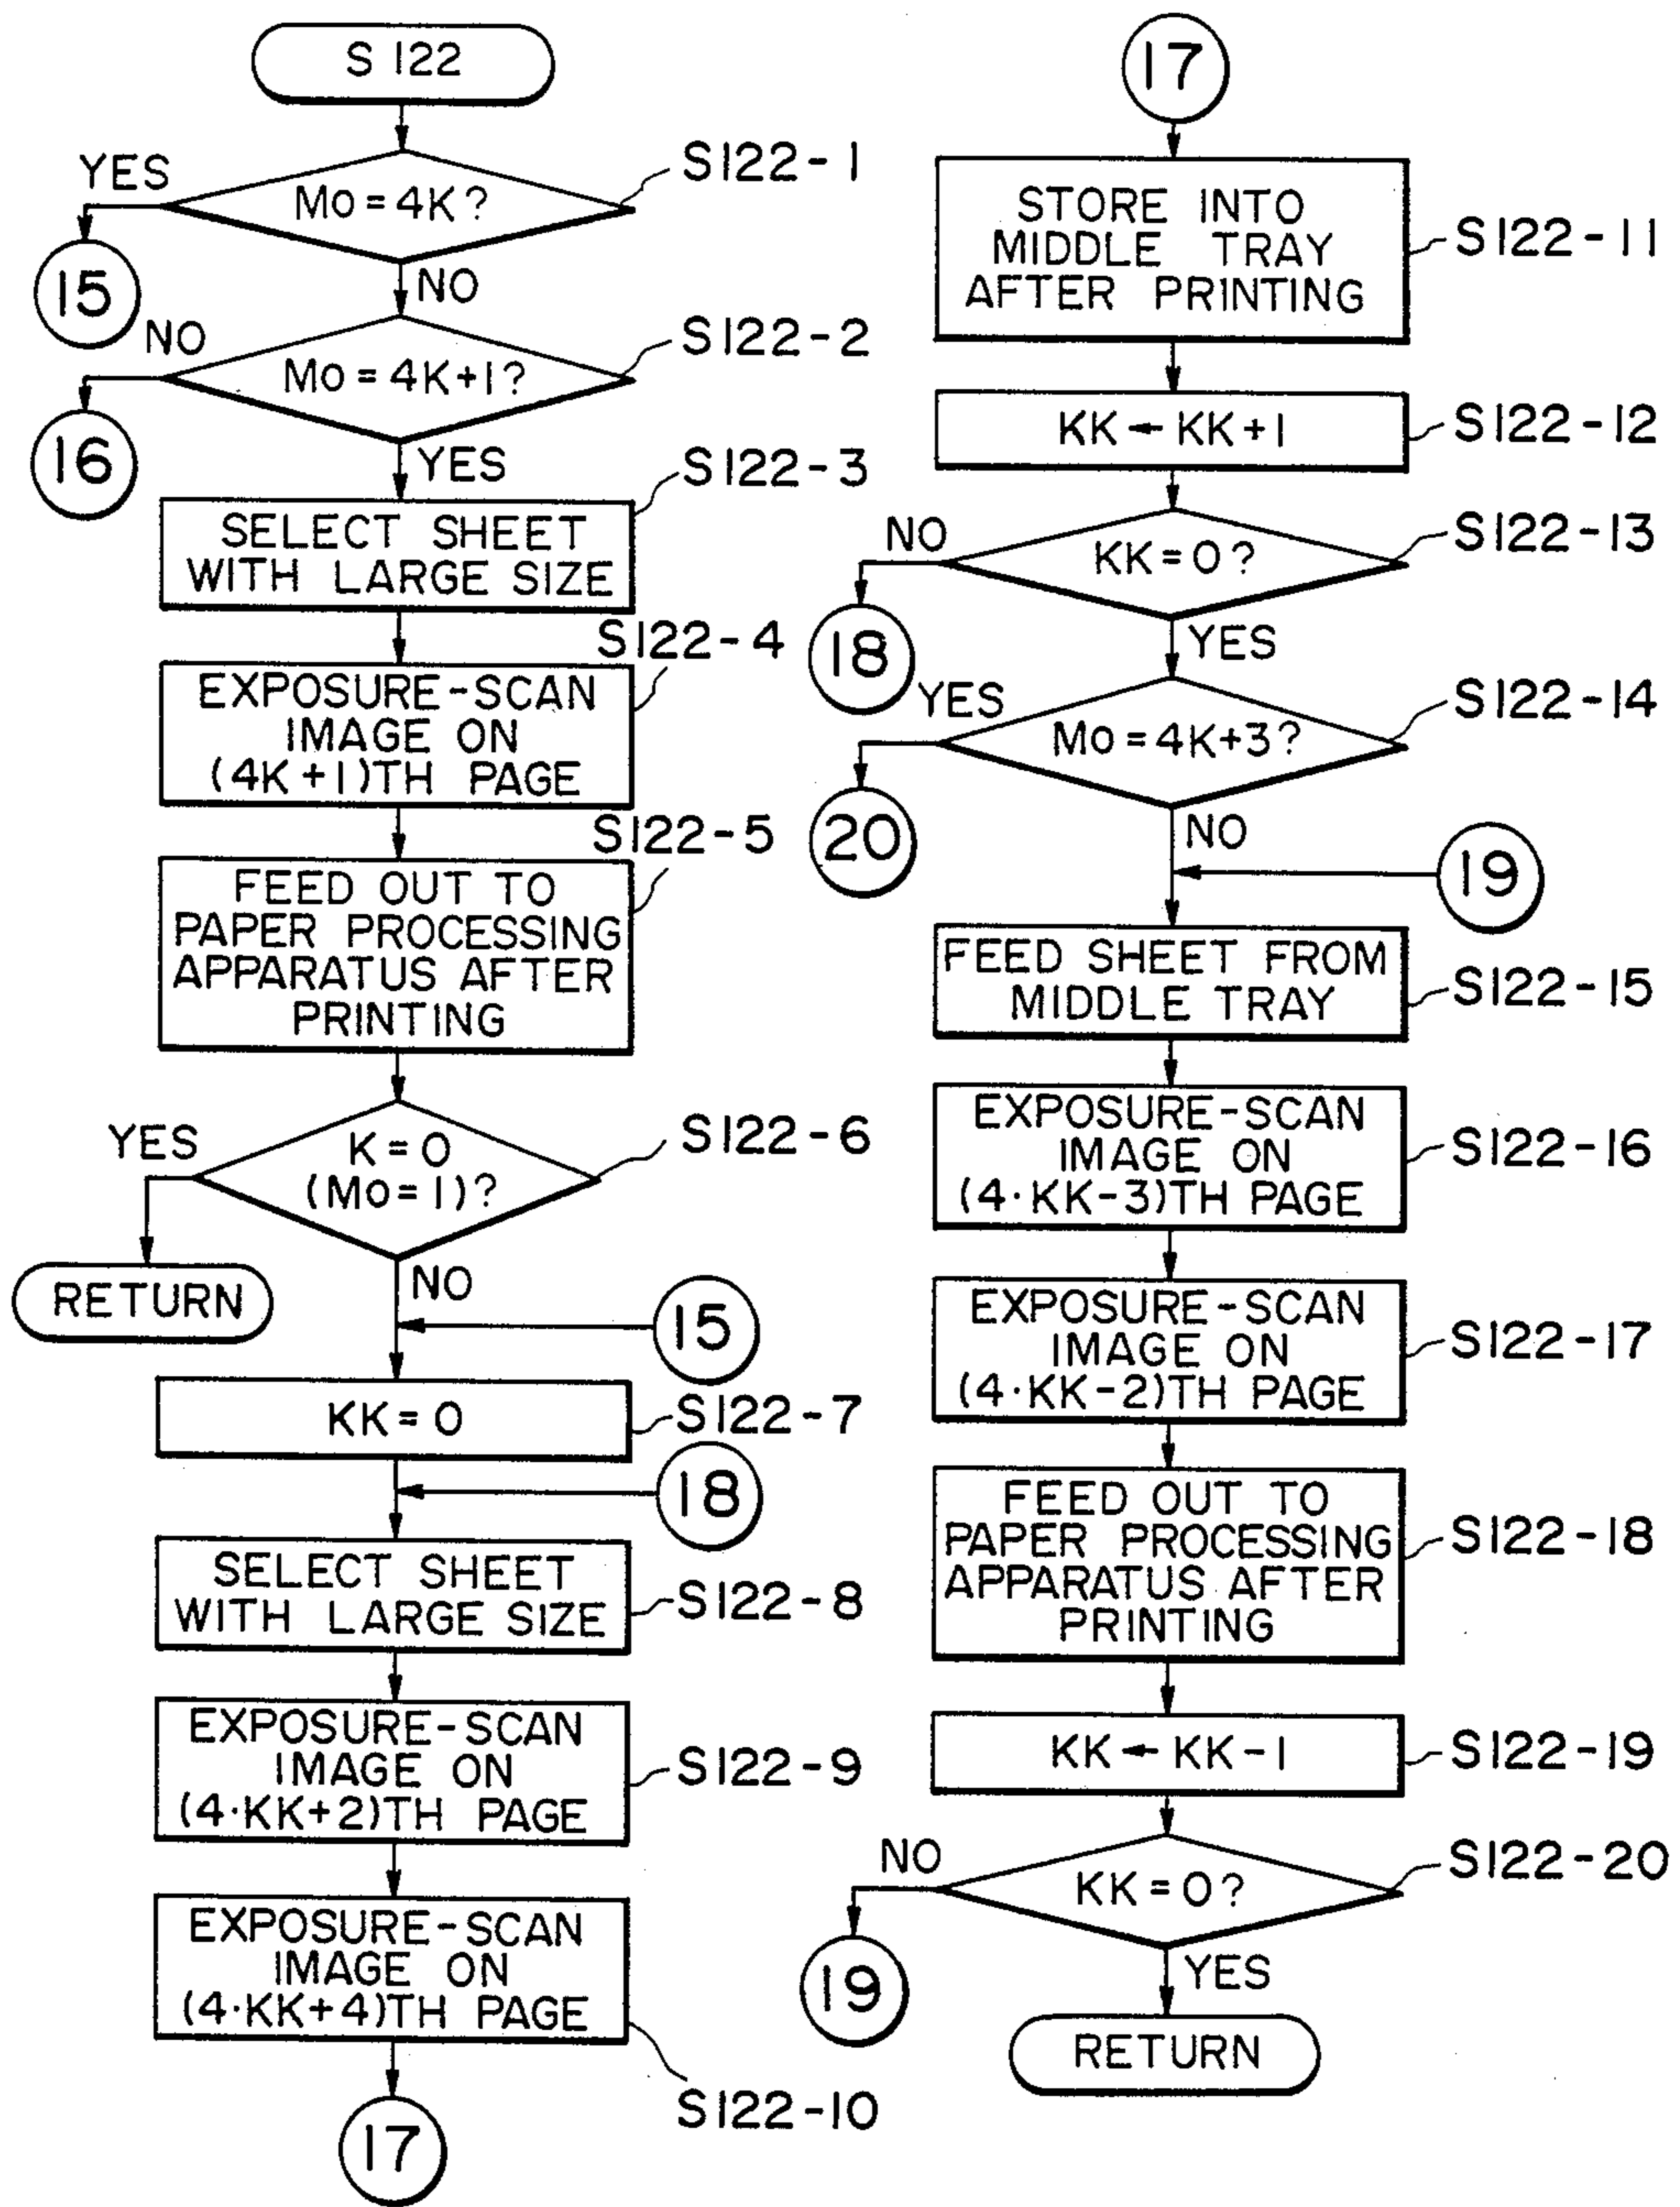 S122
S122-1
YES
Mo=4K?
15
NO
S122-2
NO
Mo=4K+1?
16
YES
S122-3
SELECT SHEET
WITH LARGE SIZE
S122-4
EXPOSURE-SCAN
IMAGE ON
(4K+1)TH PAGE
S122-5
FEED OUT TO
PAPER PROCESSING
APPARATUS AFTER
PRINTING
S122-6
YES
K=0
(Mo=1)?
RETURN
NO
15
KK=0
S122-7
18
SELECT SHEET
WITH LARGE SIZE
S122-8
EXPOSURE-SCAN
IMAGE ON
(4·KK+2)TH PAGE
S122-9
EXPOSURE-SCAN
IMAGE ON
(4·KK+4)TH PAGE
S122-10
17
17
STORE INTO
MIDDLE TRAY
AFTER PRINTING
S122-11
KK←KK+1
S122-12
S122-13
NO
KK=0?
18
YES
S122-14
YES
Mo=4K+3?
20
NO
19
FEED SHEET FROM
MIDDLE TRAY
S122-15
EXPOSURE-SCAN
IMAGE ON
(4·KK-3)TH PAGE
S122-16
EXPOSURE-SCAN
IMAGE ON
(4·KK-2)TH PAGE
S122-17
FEED OUT TO
PAPER PROCESSING
APPARATUS AFTER
PRINTING
S122-18
KK←KK-1
S122-19
S122-20
NO
KK=0?
19
YES
RETURN